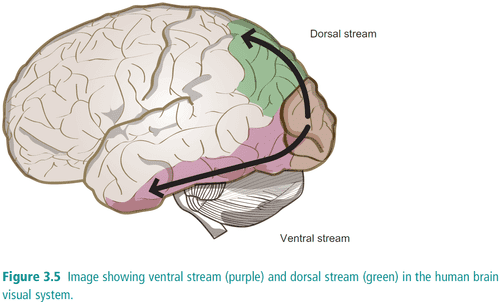 Dorsal stream
Ventral stream
Figure 3.5 Image showing ventral stream (purple) and dorsal stream (green) in the human brain
visual system.